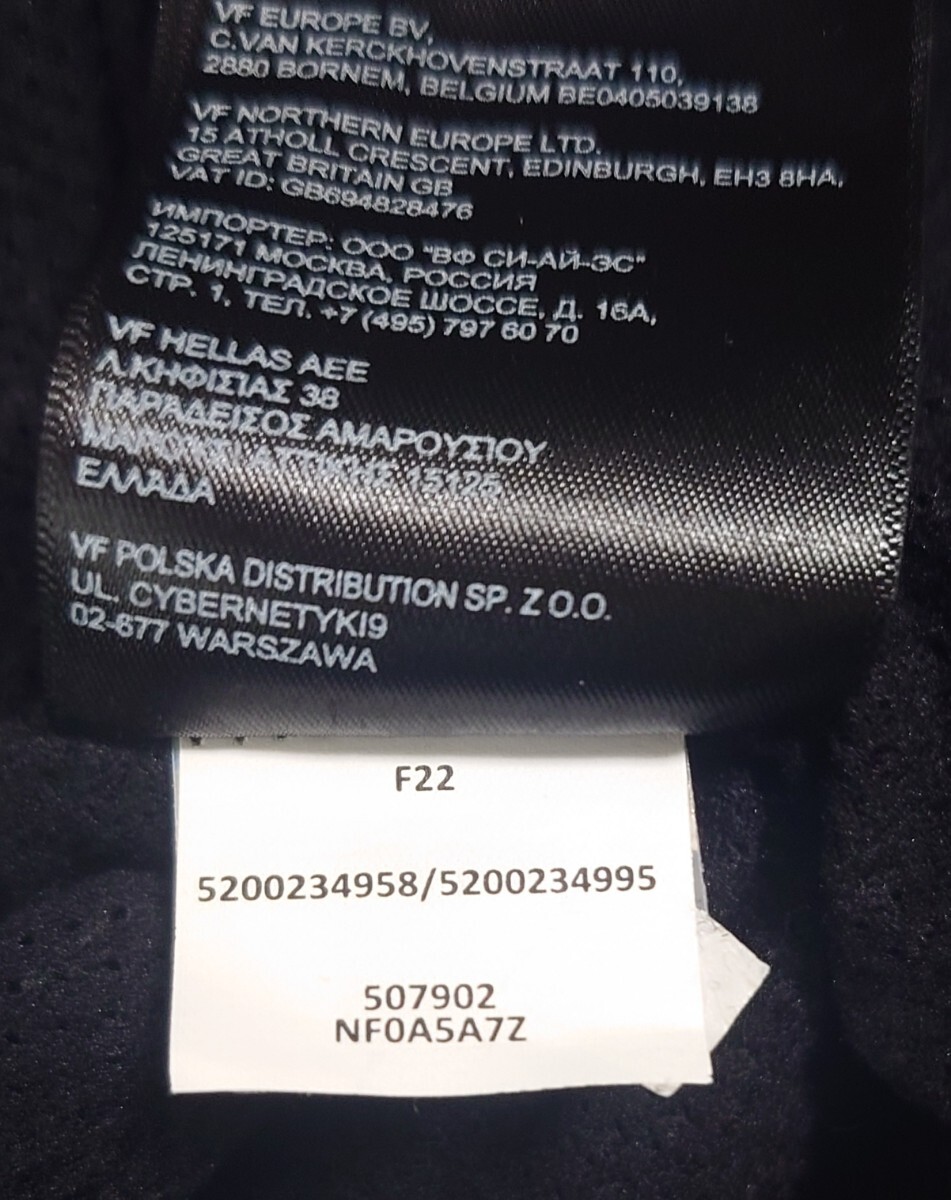 VF EUROPE BV,
C.VAN KERCKHOVENSTRAAT 110,
2880 BORNEM, BELGIUM BE0405039138
VF NORTHERN EUROPE LTD.
15 ATHOLL CRESCENT, EDINBURGH, EH3 8HA,
GREAT BRITAIN GB
VAT ID: GB694828476
ИМПОРТЕР: ООО "ВФ СИ-АЙ-ЭС"
125171 МОСКВА, РОССИЯ
ЛЕНИНГРАДСКОЕ ШОССЕ, Д. 16А,
СТР. 1, ТЕЛ. +7 (495) 797 60 70
VF HELLAS AEE
Λ.ΚΗΦΙΣΙΑΣ 38
ΠΑΡΑΔΕΙΣΟΣ ΑΜΑΡΟΥΣΙΟΥ
ΑΤΤΙΚΗΣ 15125
ΕΛΛΑΔΑ
VF POLSKA DISTRIBUTION SP. Z O.O.
UL. CYBERNETYKI9
02-677 WARSZAWA
F22
5200234958/5200234995
507902
NF0A5A7Z